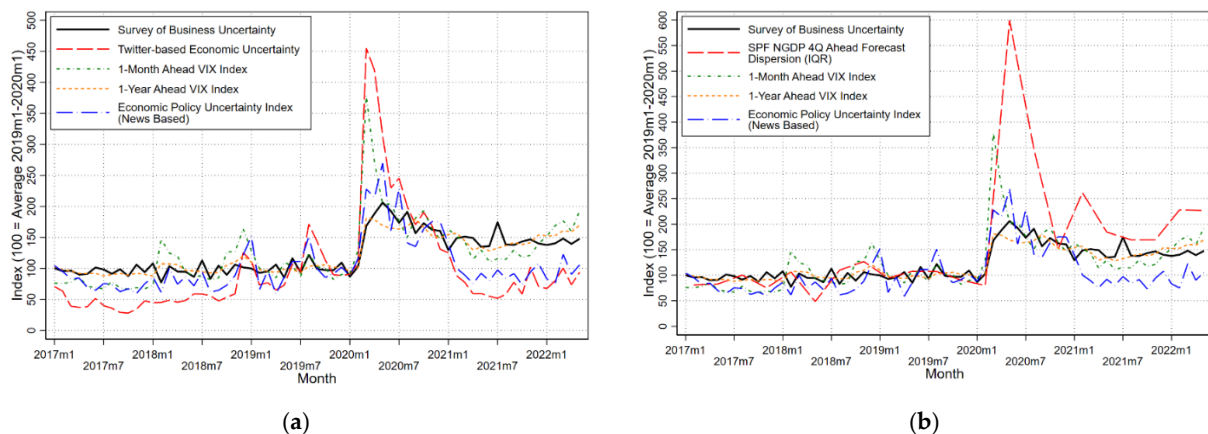 Survey of Business Uncertainty
Twitter-based Economic Uncertainty
1-Month Ahead VIX Index
1-Year Ahead VIX Index
Economic Policy Uncertainty Index
(News Based)
Index (100 = Average 2019m1-2020m1)
500
450
400
350
300
250
200
150
100
50
0
2017m1
2018m1
2019m1
2020m1
2021m1
2022m1
2017m7
2018m7
2019m7
2020m7
2021m7
Month
(a)
Survey of Business Uncertainty
SPF NGDP 4Q Ahead Forecast
Dispersion (IQR)
1-Month Ahead VIX Index
1-Year Ahead VIX Index
Economic Policy Uncertainty Index
(News Based)
Index (100 = Average 2019m1-2020m1)
600
550
500
450
400
350
300
250
200
150
100
50
0
2017m1
2018m1
2019m1
2020m1
2021m1
2022m1
2017m7
2018m7
2019m7
2020m7
2021m7
Month
(b)